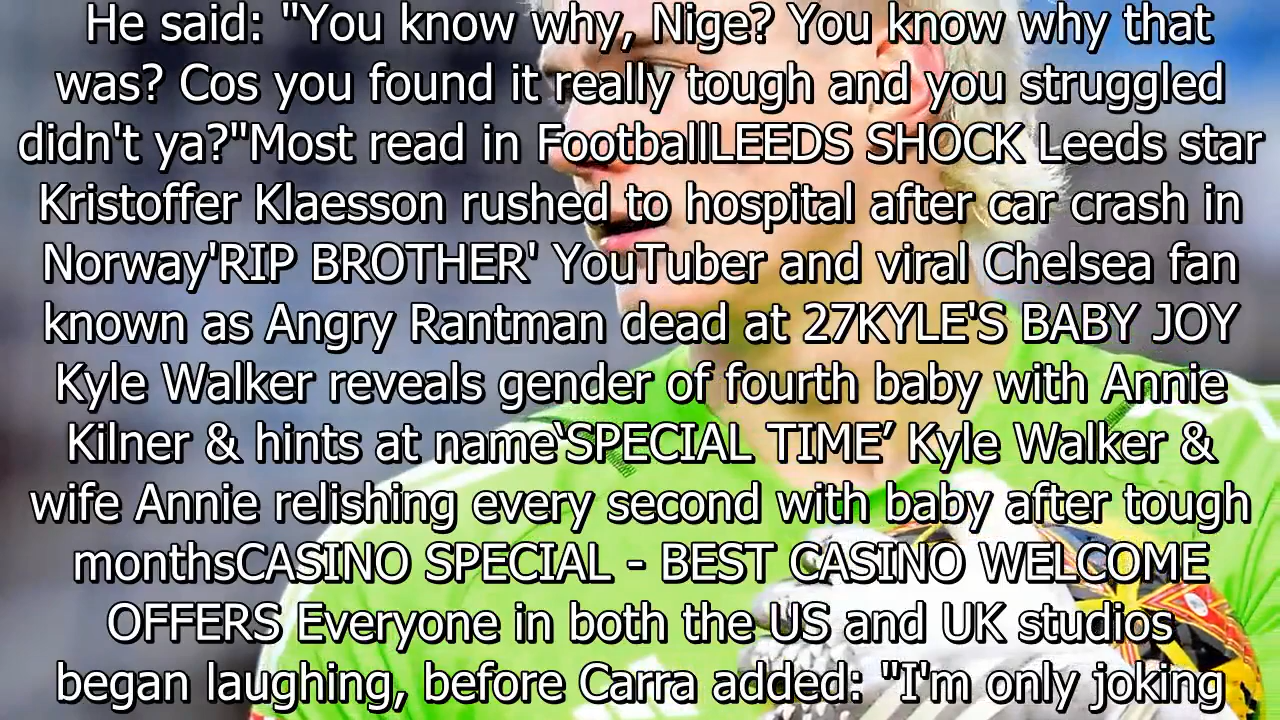 He said: "You know why, Nige? You know why that
was? Cos you found it really tough and you struggled
didn't ya?"Most read in FootballLEEDS SHOCK Leeds star
Kristoffer Klaesson rushed to hospital after car crash in
Norway'RIP BROTHER' YouTuber and viral Chelsea fan
known as Angry Rantman dead at 27KYLE'S BABY JOY
Kyle Walker reveals gender of fourth baby with Annie
Kilner & hints at name‘SPECIAL TIME’ Kyle Walker &
wife Annie relishing every second with baby after tough
monthsCASINO SPECIAL - BEST CASINO WELCOME
OFFERS Everyone in both the US and UK studios
began laughing, before Carra added: "I'm only joking